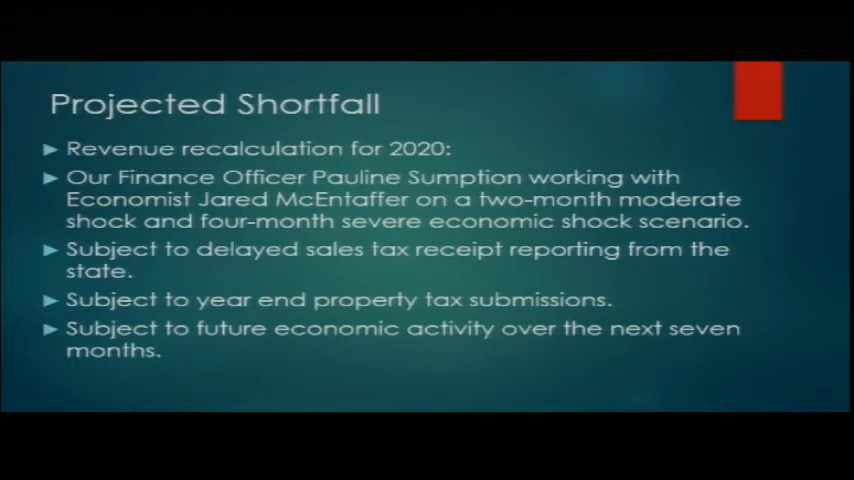 Projected Shortfall
Revenue recalculation for 2020:
Our Finance Officer Pauline Sumption working with
Economist Jared McEntaffer on a two-month moderate
shock and four-month severe economic shock scenario.
Subject to delayed sales tax receipt reporting from the
state.
Subject to year end property tax submissions.
Subject to future economic activity over the next seven
months.